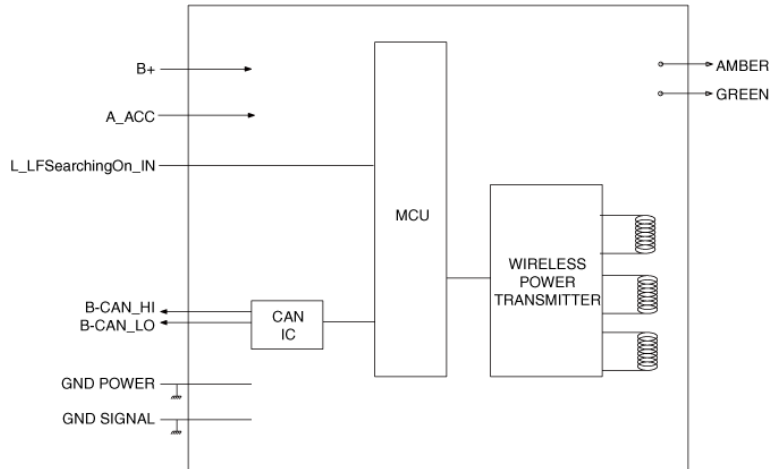 B+
A_ACC
L_LFSearchingOn_IN
B-CAN_HI
B-CAN_LO
GND POWER
GND SIGNAL
CAN
IC
MCU
WIRELESS
POWER
TRANSMITTER
AMBER
GREEN